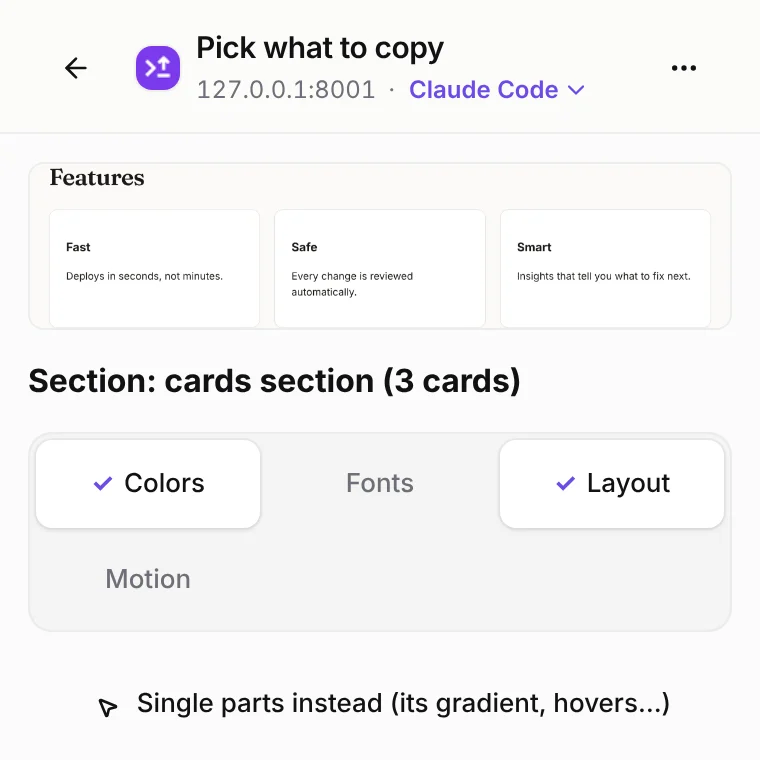 Pick what to copy
127.0.0.1:8001 · Claude Code
Features
Fast
Deploys in seconds, not minutes.
Safe
Every change is reviewed
automatically.
Smart
Insights that tell you what to fix next.
Section: cards section (3 cards)
Colors
Fonts
Layout
Motion
Single parts instead (its gradient, hovers...)